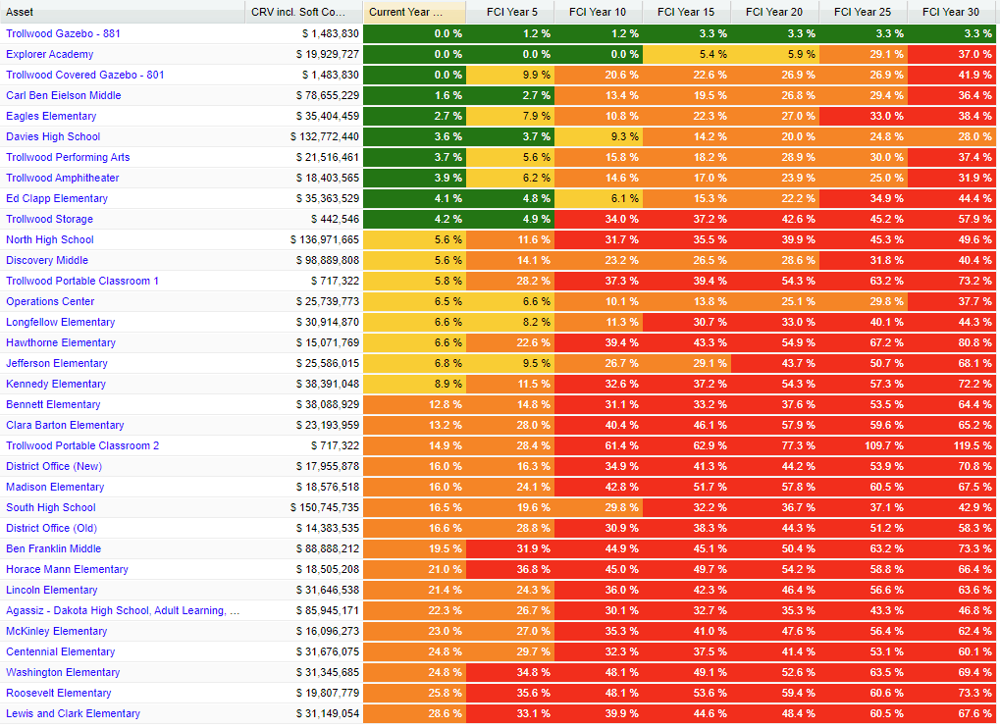 Asset CRV incl. Soft Co... Current Year ... FCI Year 5 FCI Year 10 FCI Year 15 FCI Year 20 FCI Year 25 FCI Year 30
Trollwood Gazebo - 881 $ 1,483,830 0.0 % 1.2 % 1.2 % 3.3 % 3.3 % 3.3 % 3.3 %
Explorer Academy $ 19,929,727 0.0 % 0.0 % 0.0 % 5.4 % 5.9 % 29.1 % 37.0 %
Trollwood Covered Gazebo - 801 $ 1,483,830 0.0 % 9.9 % 20.6 % 22.6 % 26.9 % 26.9 % 41.9 %
Carl Ben Eielson Middle $ 78,655,229 1.6 % 2.7 % 13.4 % 19.5 % 26.8 % 29.4 % 36.4 %
Eagles Elementary $ 35,404,459 2.7 % 7.9 % 10.8 % 22.3 % 27.0 % 33.0 % 38.4 %
Davies High School $ 132,772,440 3.6 % 3.7 % 9.3 % 14.2 % 20.0 % 24.8 % 28.0 %
Trollwood Performing Arts $ 21,516,461 3.7 % 5.6 % 15.8 % 18.2 % 28.9 % 30.0 % 37.4 %
Trollwood Amphitheater $ 18,403,565 3.9 % 6.2 % 14.6 % 17.0 % 23.9 % 25.0 % 31.9 %
Ed Clapp Elementary $ 35,363,529 4.1 % 4.8 % 6.1 % 15.3 % 22.2 % 34.9 % 44.4 %
Trollwood Storage $ 442,546 4.2 % 4.9 % 34.0 % 37.2 % 42.6 % 45.2 % 57.9 %
North High School $ 136,971,665 5.6 % 11.6 % 31.7 % 35.5 % 39.9 % 45.3 % 49.6 %
Discovery Middle $ 98,889,808 5.6 % 14.1 % 23.2 % 26.5 % 28.6 % 31.8 % 40.4 %
Trollwood Portable Classroom 1 $ 717,322 5.8 % 28.2 % 37.3 % 39.4 % 54.3 % 63.2 % 73.2 %
Operations Center $ 25,739,773 6.5 % 6.6 % 10.1 % 13.8 % 25.1 % 29.8 % 37.7 %
Longfellow Elementary $ 30,914,870 6.6 % 8.2 % 11.3 % 30.7 % 33.0 % 40.1 % 44.3 %
Hawthorne Elementary $ 15,071,769 6.6 % 22.6 % 39.4 % 43.3 % 54.9 % 67.2 % 80.8 %
Jefferson Elementary $ 25,586,015 6.8 % 9.5 % 26.7 % 29.1 % 43.7 % 50.7 % 68.1 %
Kennedy Elementary $ 38,391,048 8.9 % 11.5 % 32.6 % 37.2 % 54.3 % 57.3 % 72.2 %
Bennett Elementary $ 38,088,929 12.8 % 14.8 % 31.1 % 33.2 % 37.6 % 53.5 % 64.4 %
Clara Barton Elementary $ 23,193,959 13.2 % 28.0 % 40.4 % 46.1 % 57.9 % 59.6 % 65.2 %
Trollwood Portable Classroom 2 $ 717,322 14.9 % 28.4 % 61.4 % 62.9 % 77.3 % 109.7 % 119.5 %
District Office (New) $ 17,955,878 16.0 % 16.3 % 34.9 % 41.3 % 44.2 % 53.9 % 70.8 %
Madison Elementary $ 18,576,518 16.0 % 24.1 % 42.8 % 51.7 % 57.8 % 60.5 % 67.5 %
South High School $ 150,745,735 16.5 % 19.6 % 29.8 % 32.2 % 36.7 % 37.1 % 42.9 %
District Office (Old) $ 14,383,535 16.6 % 28.8 % 30.9 % 38.3 % 44.3 % 51.2 % 58.3 %
Ben Franklin Middle $ 88,888,212 19.5 % 31.9 % 44.9 % 45.1 % 50.4 % 63.2 % 73.3 %
Horace Mann Elementary $ 18,505,208 21.0 % 36.8 % 45.0 % 49.7 % 54.2 % 58.8 % 66.4 %
Lincoln Elementary $ 31,646,538 21.4 % 24.3 % 36.0 % 42.3 % 46.4 % 56.6 % 63.6 %
Agassiz - Dakota High School, Adult Learning, ... $ 85,945,171 22.3 % 26.7 % 30.1 % 32.7 % 35.3 % 43.3 % 46.8 %
McKinley Elementary $ 16,096,273 23.0 % 27.0 % 35.3 % 41.0 % 47.6 % 56.4 % 62.4 %
Centennial Elementary $ 31,676,075 24.8 % 29.7 % 32.3 % 37.5 % 41.4 % 53.1 % 60.1 %
Washington Elementary $ 31,345,685 24.8 % 34.8 % 48.1 % 49.1 % 52.6 % 63.5 % 69.4 %
Roosevelt Elementary $ 19,807,779 25.8 % 35.6 % 48.1 % 53.6 % 59.4 % 60.6 % 73.3 %
Lewis and Clark Elementary $ 31,149,054 28.6 % 33.1 % 39.9 % 44.6 % 48.4 % 60.5 % 67.6 %